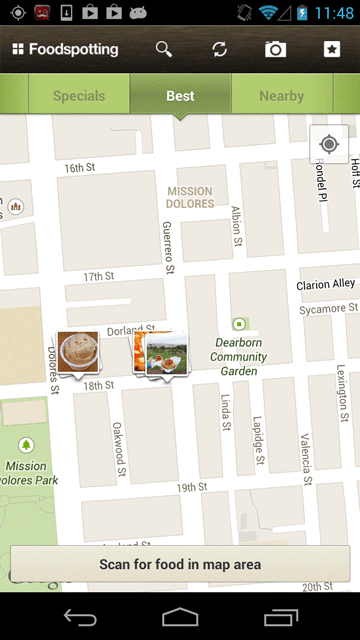 11:48
Foodspotting
Specials
Best
Nearby
16th St
MISSION
DOLORES
Albion St
Rondel Pl
Hoff St
Guerrero St
17th St
Clarion Alley
Sycamore St
Dorland St
Dearborn
Community
Garden
Dolores St
18th St
Oakwood St
Linda St
Lapidge St
Valencia St
Lexington St
Mission
Dolores Park
19th St
Scan for food in map area
Google
20th St